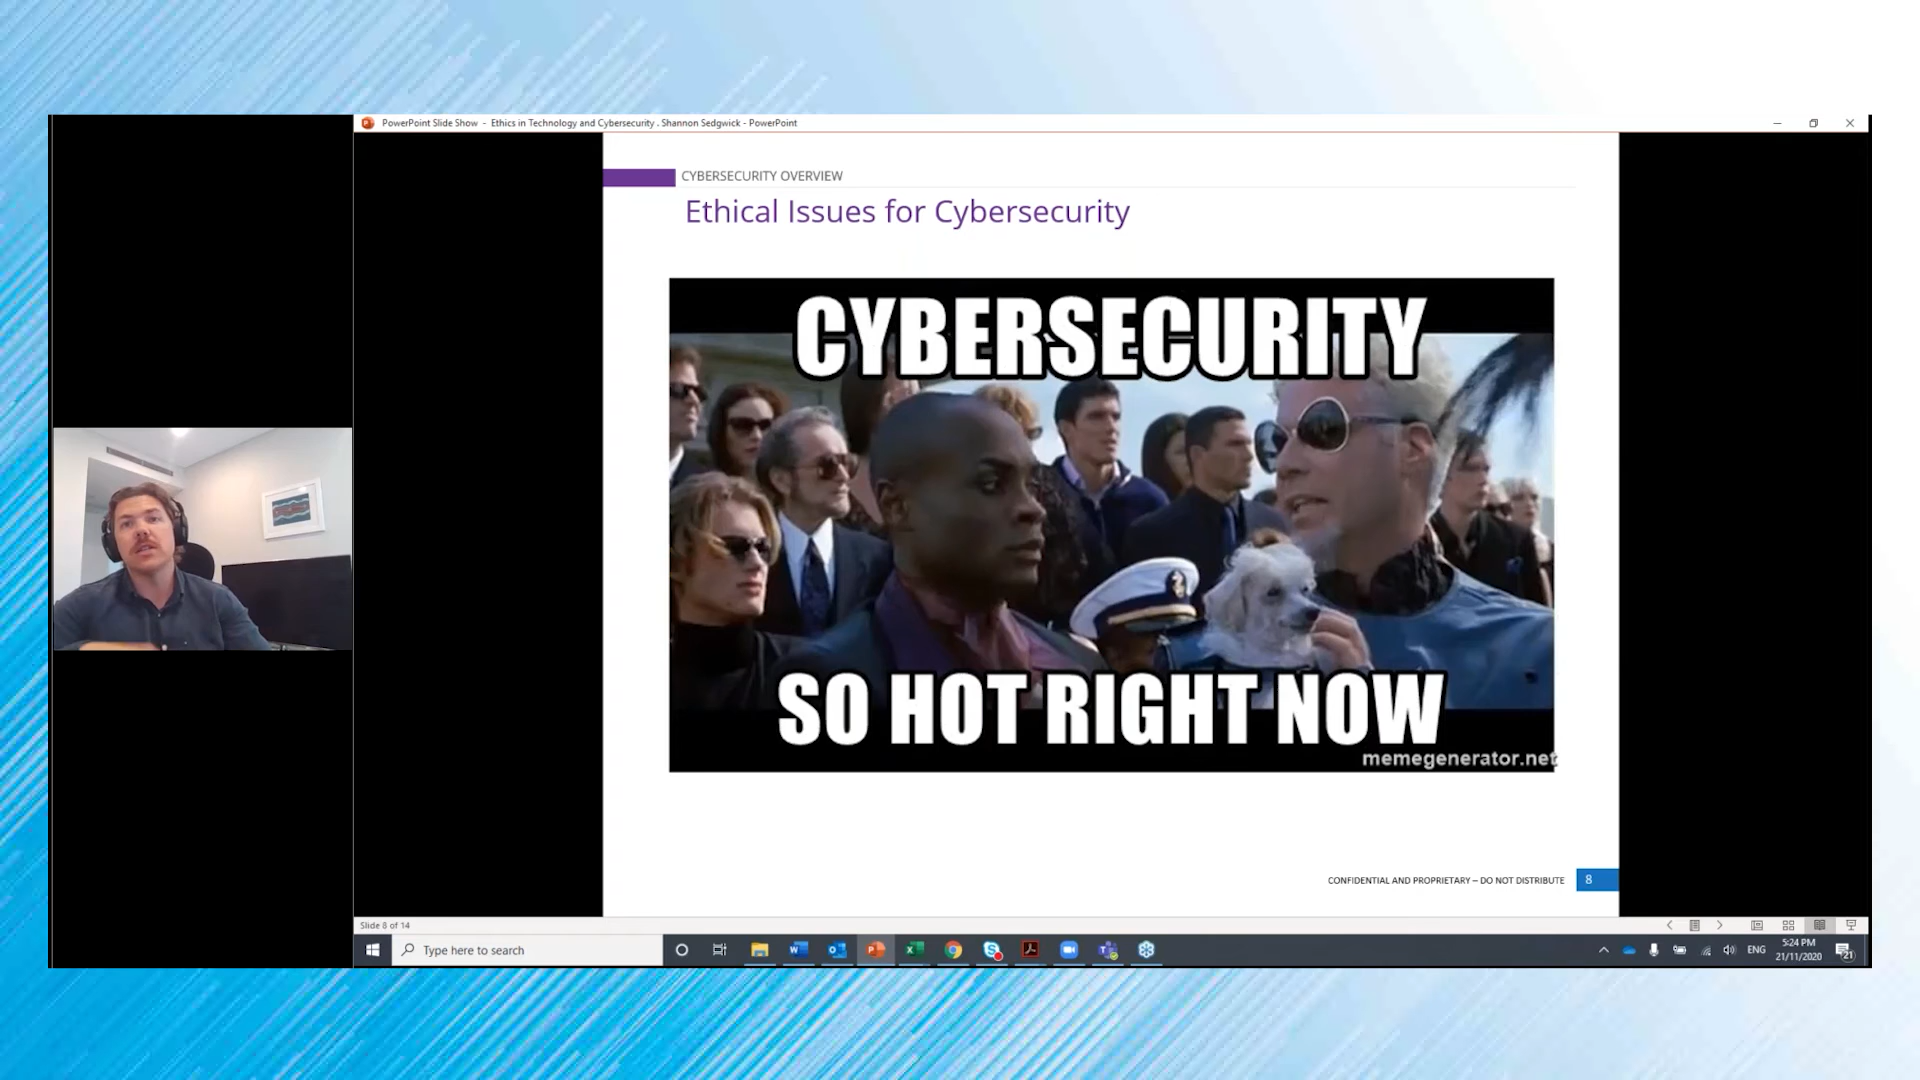 PowerPoint Slide Show - Ethics in Technology and Cybersecurity . Shannon Sedgwick - PowerPoint
CYBERSECURITY OVERVIEW
Ethical Issues for Cybersecurity
CYBERSECURITY
SO HOT RIGHT NOW
memegenerator.net
CONFIDENTIAL AND PROPRIETARY – DO NOT DISTRIBUTE
8
Slide 8 of 14
Type here to search
ENG
5:24 PM
21/11/2020
21